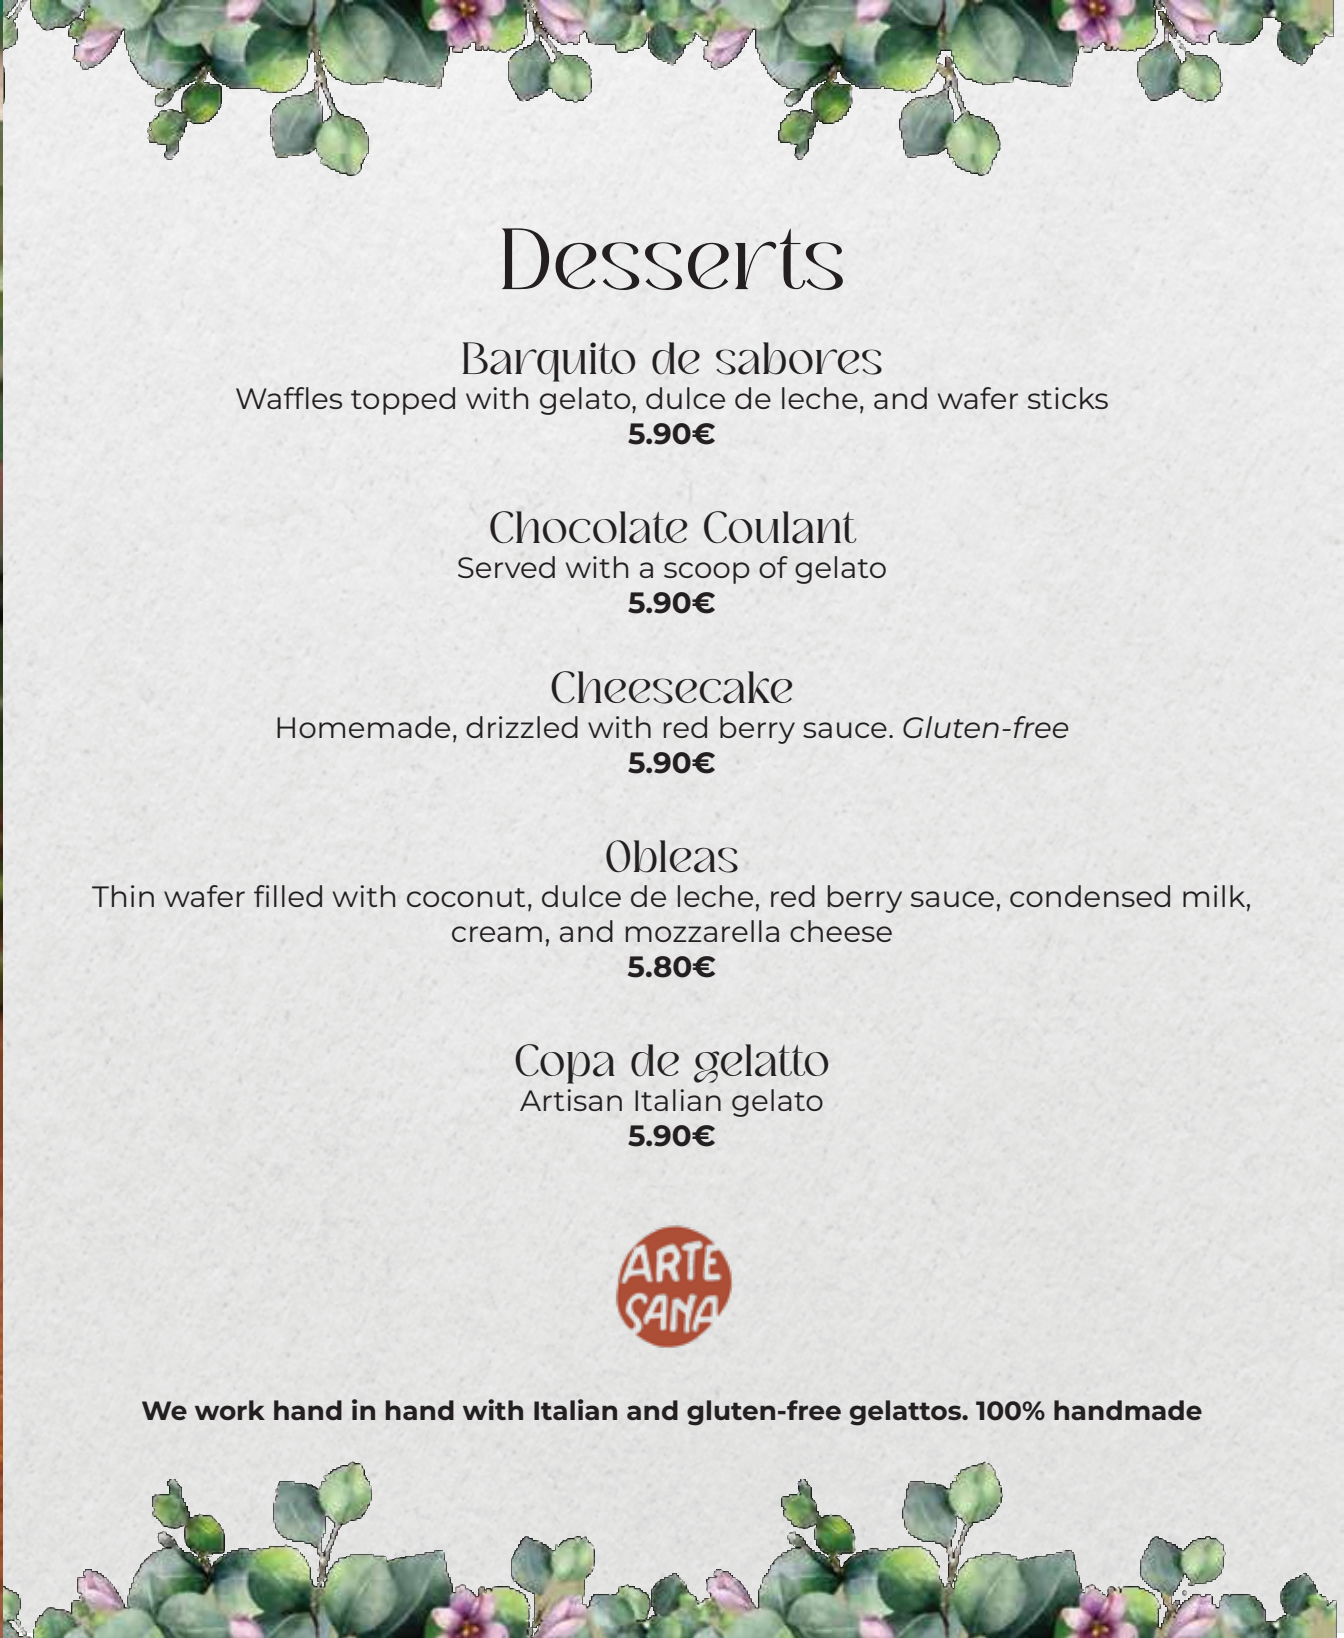 Desserts
Barquito de sabores
Waffles topped with gelato, dulce de leche, and wafer sticks
5.90€
Chocolate Coulant
Served with a scoop of gelato
5.90€
Cheesecake
Homemade, drizzled with red berry sauce. Gluten-free
5.90€
Obleas
Thin wafer filled with coconut, dulce de leche, red berry sauce, condensed milk,
cream, and mozzarella cheese
5.80€
Copa de gelatto
Artisan Italian gelato
5.90€
ARTE
SANA
We work hand in hand with Italian and gluten-free gelattos. 100% handmade